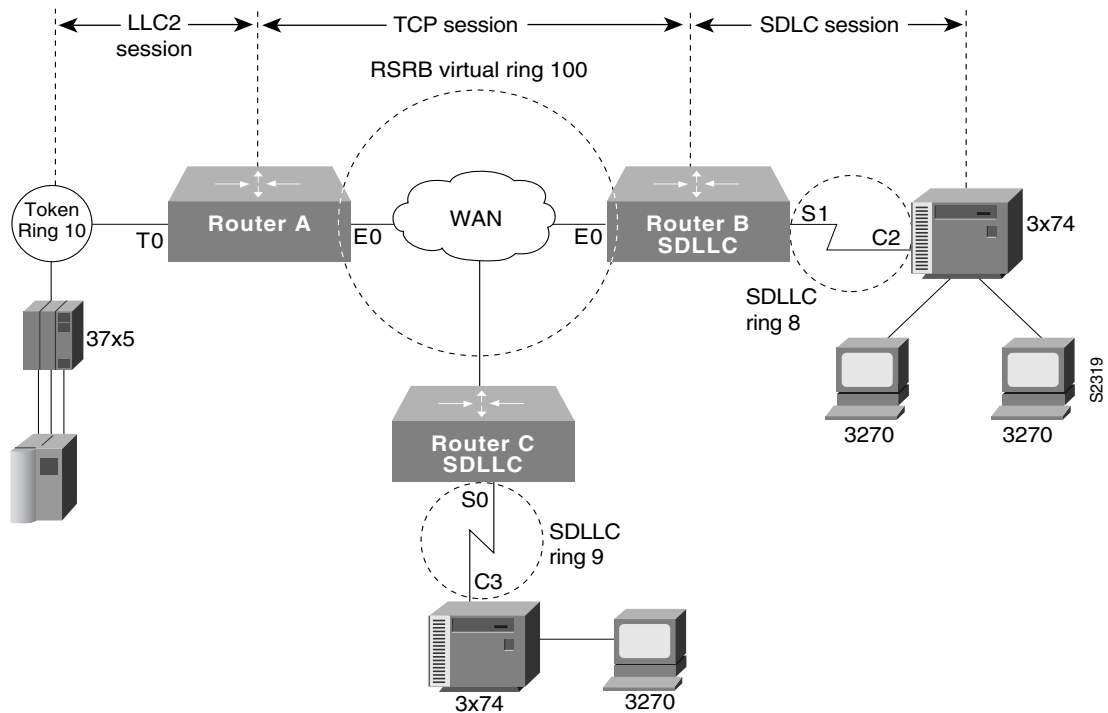 LLC2
session
TCP session
SDLC session
RSRB virtual ring 100
Token
Ring 10
T0
Router A
E0
WAN
E0
Router B
SDLLC
S1
C2
3x74
SDLLC
ring 8
37x5
3270
3270
S2319
Router C
SDLLC
S0
SDLLC
ring 9
C3
3x74
3270